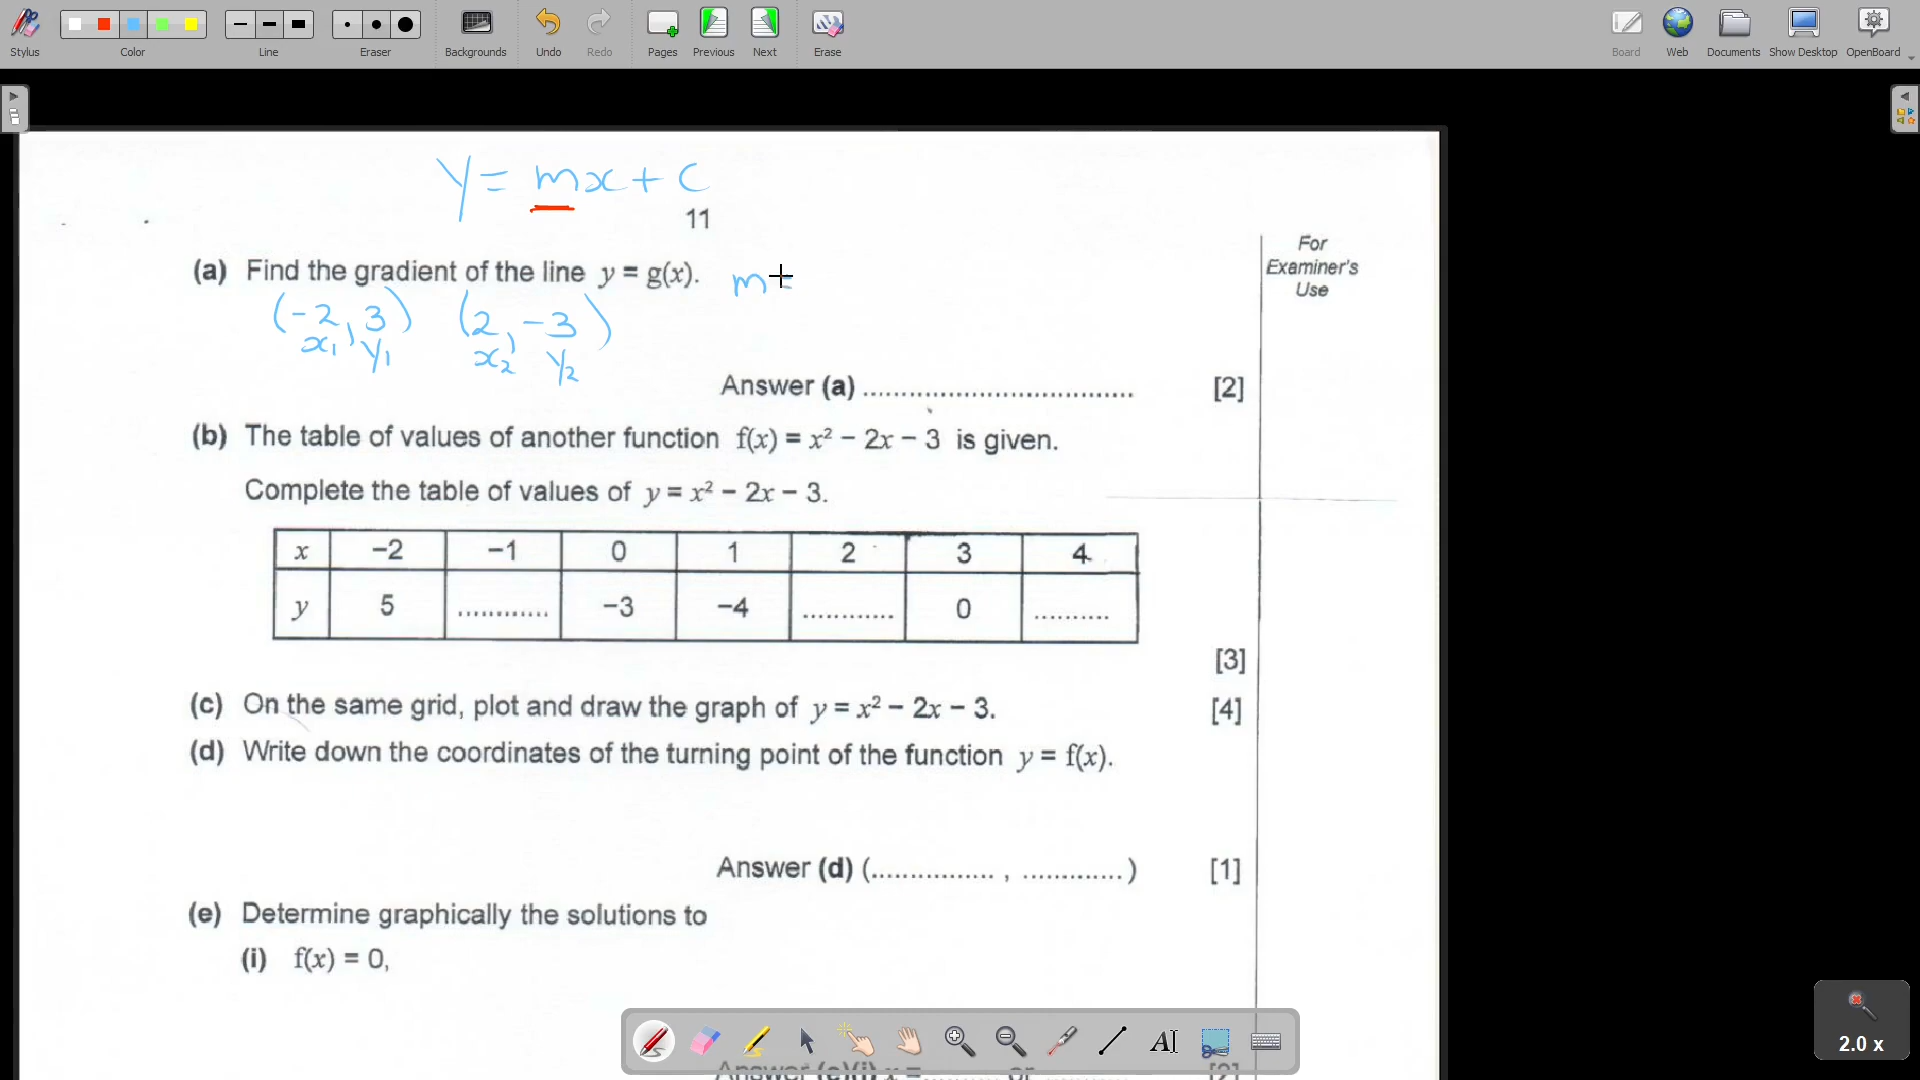 Stylus Color Line Eraser Backgrounds Undo Redo Pages Previous Next Erase Board Web Documents Show Desktop OpenBoard
y = mx + c
11
For
Examiner's
Use
(a) Find the gradient of the line y = g(x). m =
(-2, 3) (2, -3)
x₁ y₁ x₂ y₂
Answer (a) .................................. [2]
(b) The table of values of another function f(x) = x² − 2x − 3 is given.
Complete the table of values of y = x² − 2x − 3.
x −2 −1 0 1 2 3 4
y 5 ............ −3 −4 ............ 0 ..........
[3]
(c) On the same grid, plot and draw the graph of y = x² − 2x − 3. [4]
(d) Write down the coordinates of the turning point of the function y = f(x).
Answer (d) (................ , .............) [1]
(e) Determine graphically the solutions to
(i) f(x) = 0,
Answer (e)(i) x = .......... or .......... [2]
2.0 x